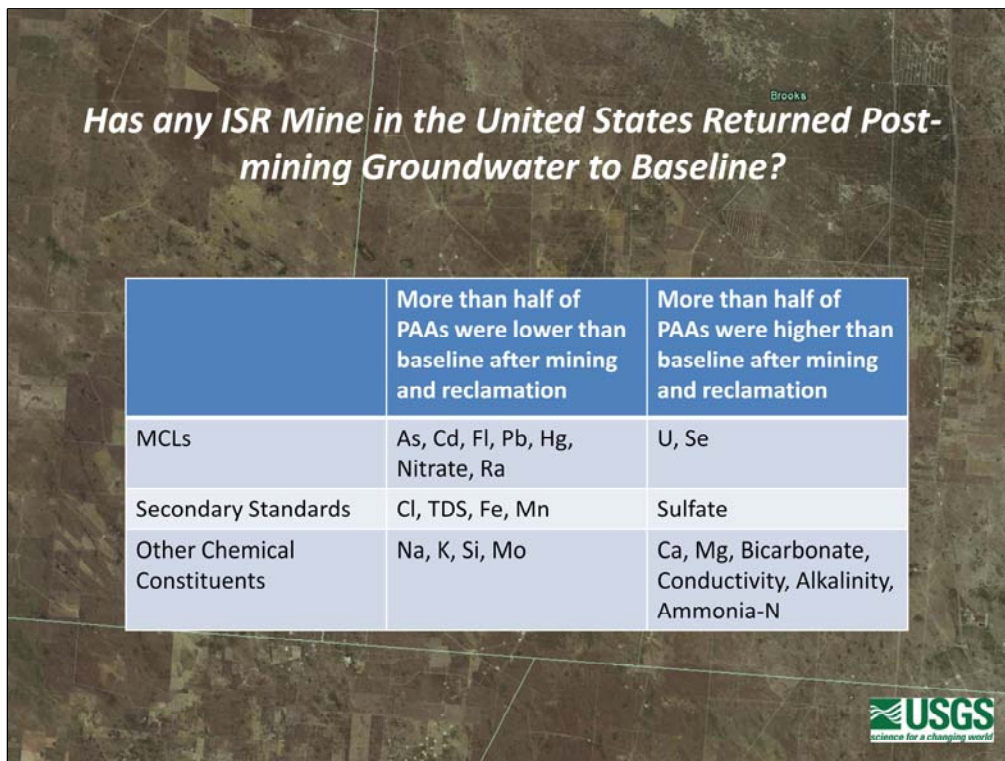 Brooks
Has any ISR Mine in the United States Returned Post-
mining Groundwater to Baseline?
More than half of
PAAs were lower than
baseline after mining
and reclamation
More than half of
PAAs were higher than
baseline after mining
and reclamation
MCLs
As, Cd, Fl, Pb, Hg,
Nitrate, Ra
U, Se
Secondary Standards
Cl, TDS, Fe, Mn
Sulfate
Other Chemical
Constituents
Na, K, Si, Mo
Ca, Mg, Bicarbonate,
Conductivity, Alkalinity,
Ammonia-N
USGS
science for a changing world